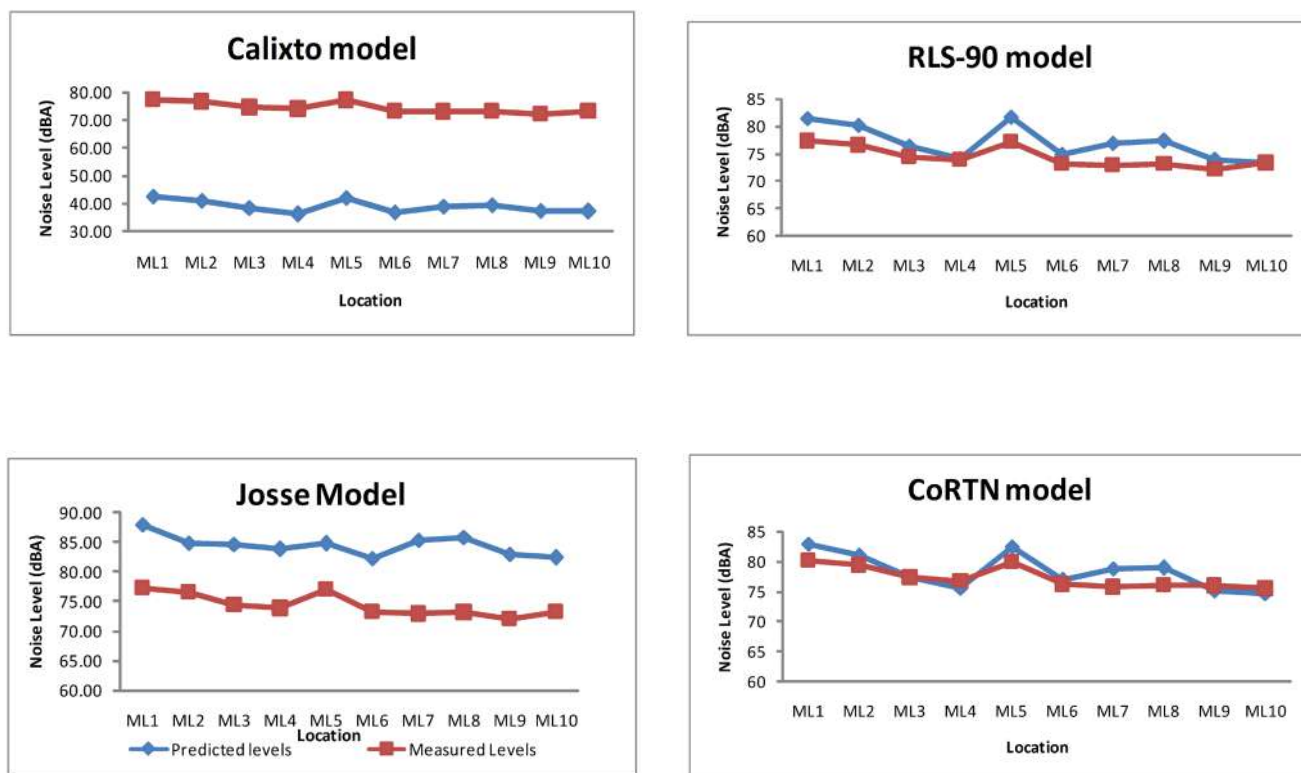 Calixto model
Noise Level (dBA)
80.00
70.00
60.00
50.00
40.00
30.00
ML1 ML2 ML3 ML4 ML5 ML6 ML7 ML8 ML9 ML10
Location
RLS-90 model
Noise Level (dBA)
85
80
75
70
65
60
ML1 ML2 ML3 ML4 ML5 ML6 ML7 ML8 ML9 ML10
Location
Josse Model
Noise Level (dBA)
90.00
85.00
80.00
75.00
70.00
65.00
60.00
ML1 ML2 ML3 ML4 ML5 ML6 ML7 ML8 ML9 ML10
Location
Predicted levels Measured Levels
CoRTN model
Noise Level (dBA)
85
80
75
70
65
60
ML1 ML2 ML3 ML4 ML5 ML6 ML7 ML8 ML9 ML10
Location